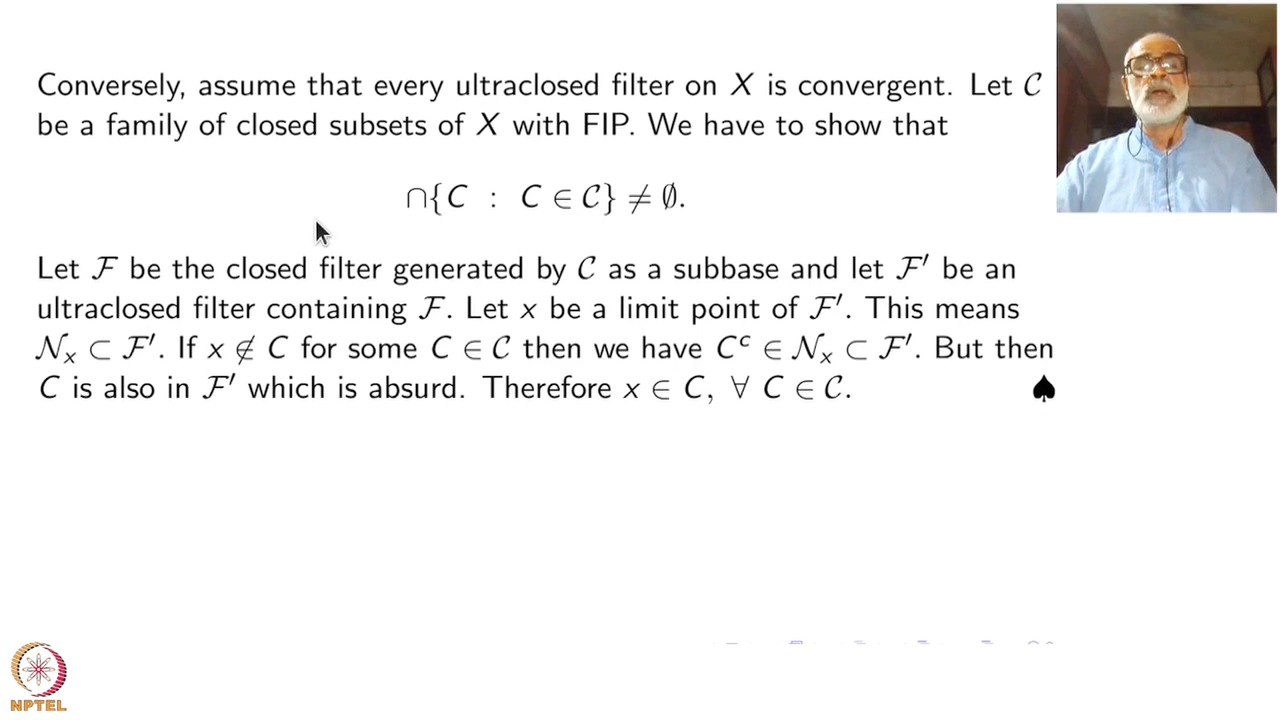 Conversely, assume that every ultraclosed filter on X is convergent. Let 𝒞
be a family of closed subsets of X with FIP. We have to show that
∩{C : C ∈ 𝒞} ≠ ∅.
Let ℱ be the closed filter generated by 𝒞 as a subbase and let ℱ′ be an
ultraclosed filter containing ℱ. Let x be a limit point of ℱ′. This means
𝒩ₓ ⊂ ℱ′. If x ∉ C for some C ∈ 𝒞 then we have Cᶜ ∈ 𝒩ₓ ⊂ ℱ′. But then
C is also in ℱ′ which is absurd. Therefore x ∈ C, ∀ C ∈ 𝒞. ♠
NPTEL